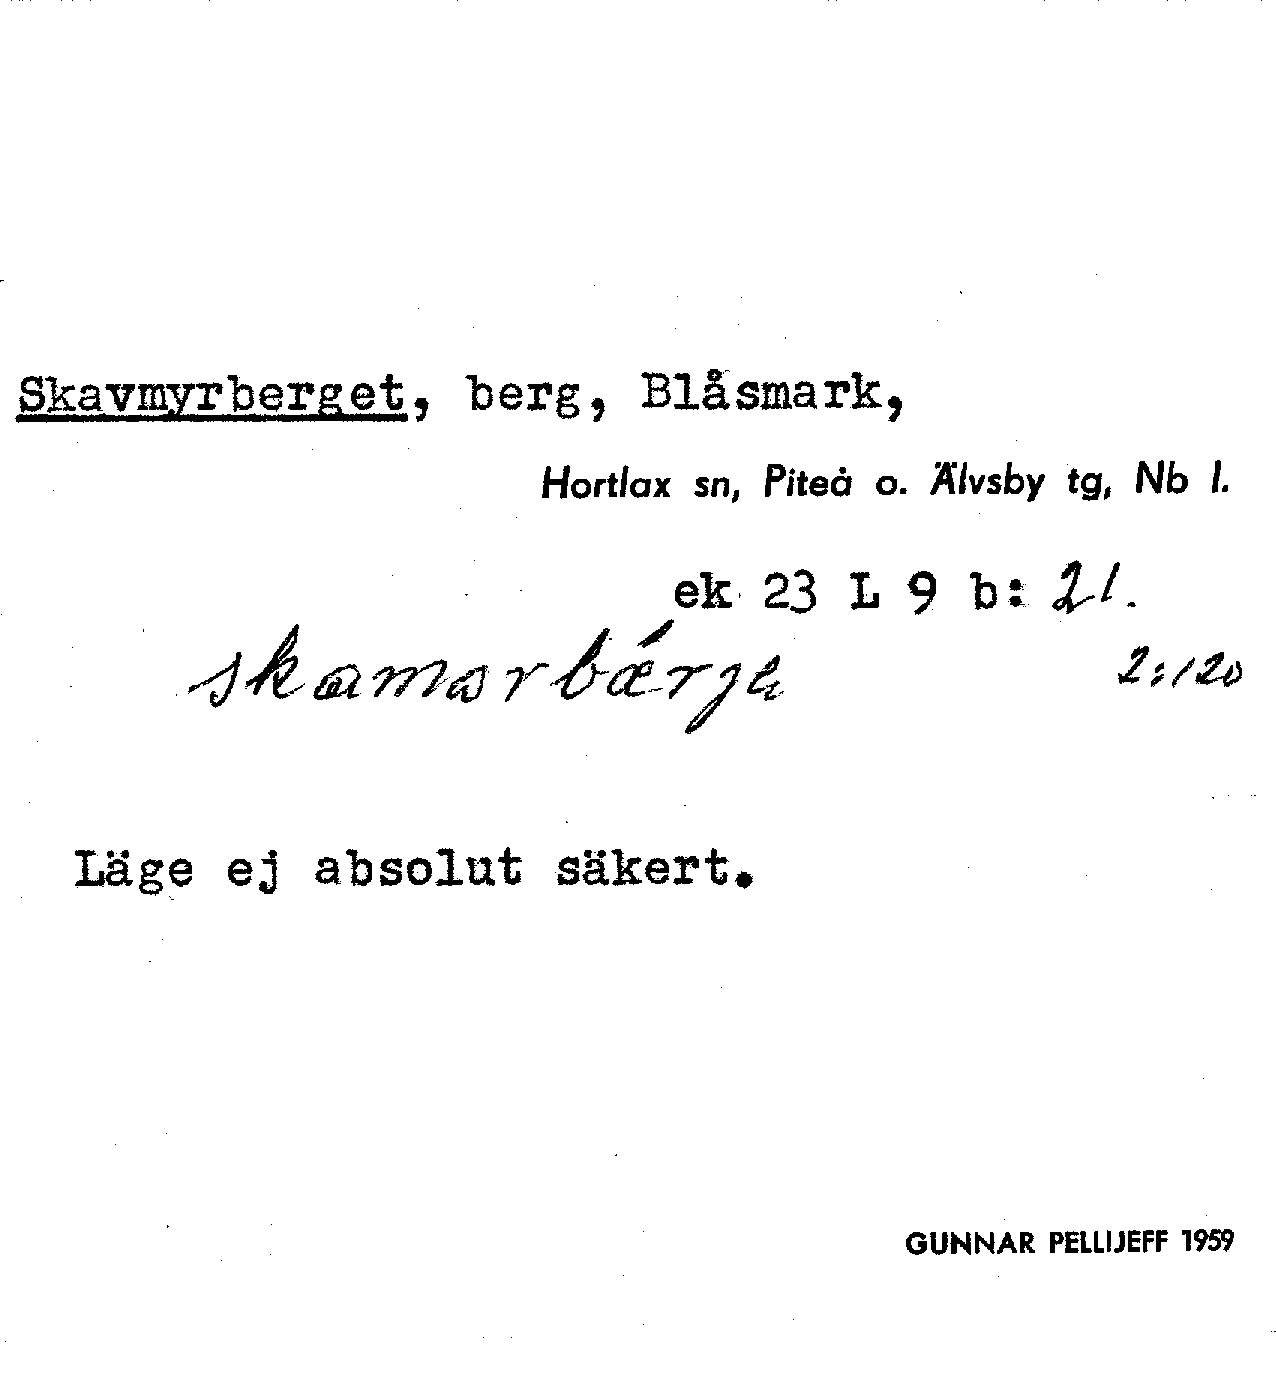 Skavmyrberget, berg, Blåsmark,
Hortlax sn, Piteå o. Älvsby tg, Nb l.
ek 23 L 9 b: 21.
skamarbærje 2:120
Läge ej absolut säkert.
GUNNAR PELLIJEFF 1959